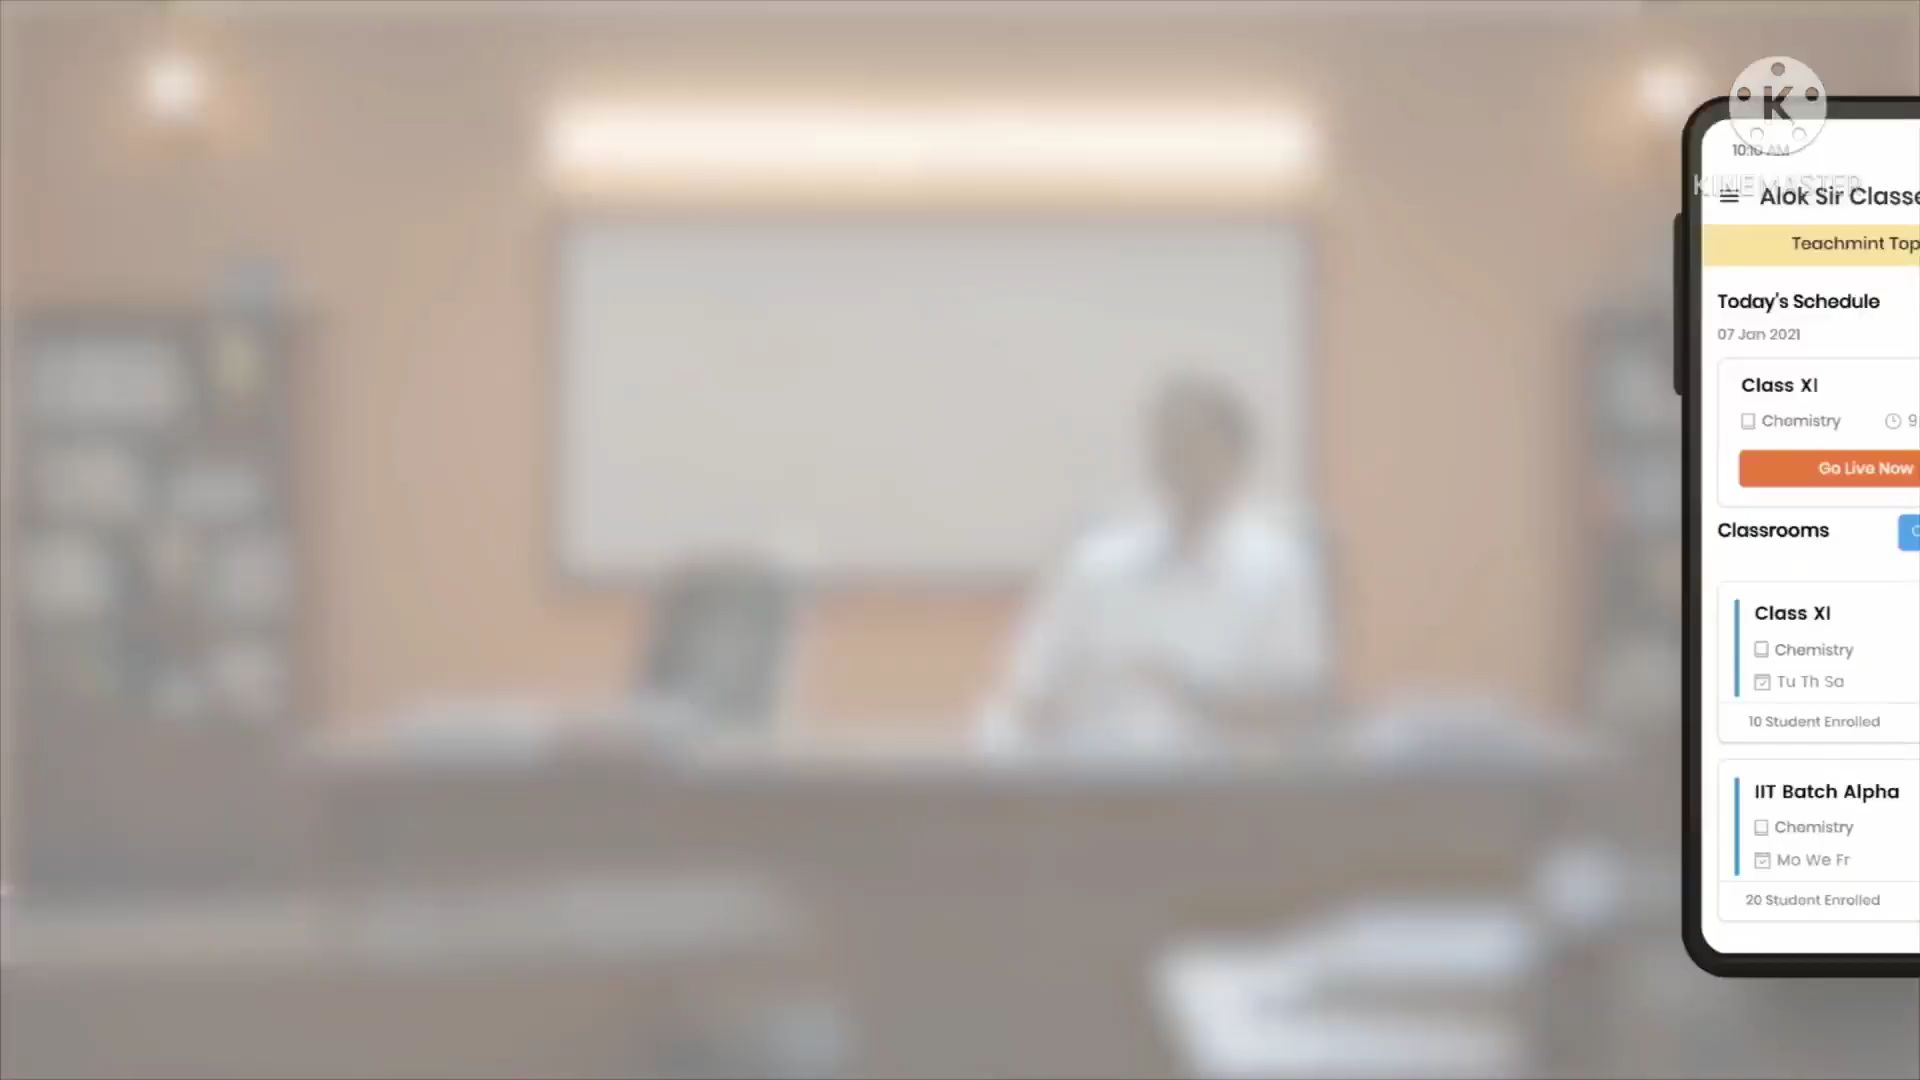 K
KINEMASTER
10:10 AM
Alok Sir Classe
Teachmint Top
Today's Schedule
07 Jan 2021
Class XI
Chemistry
9
Go Live Now
Classrooms
C
Class XI
Chemistry
Tu Th Sa
10 Student Enrolled
IIT Batch Alpha
Chemistry
Mo We Fr
20 Student Enrolled